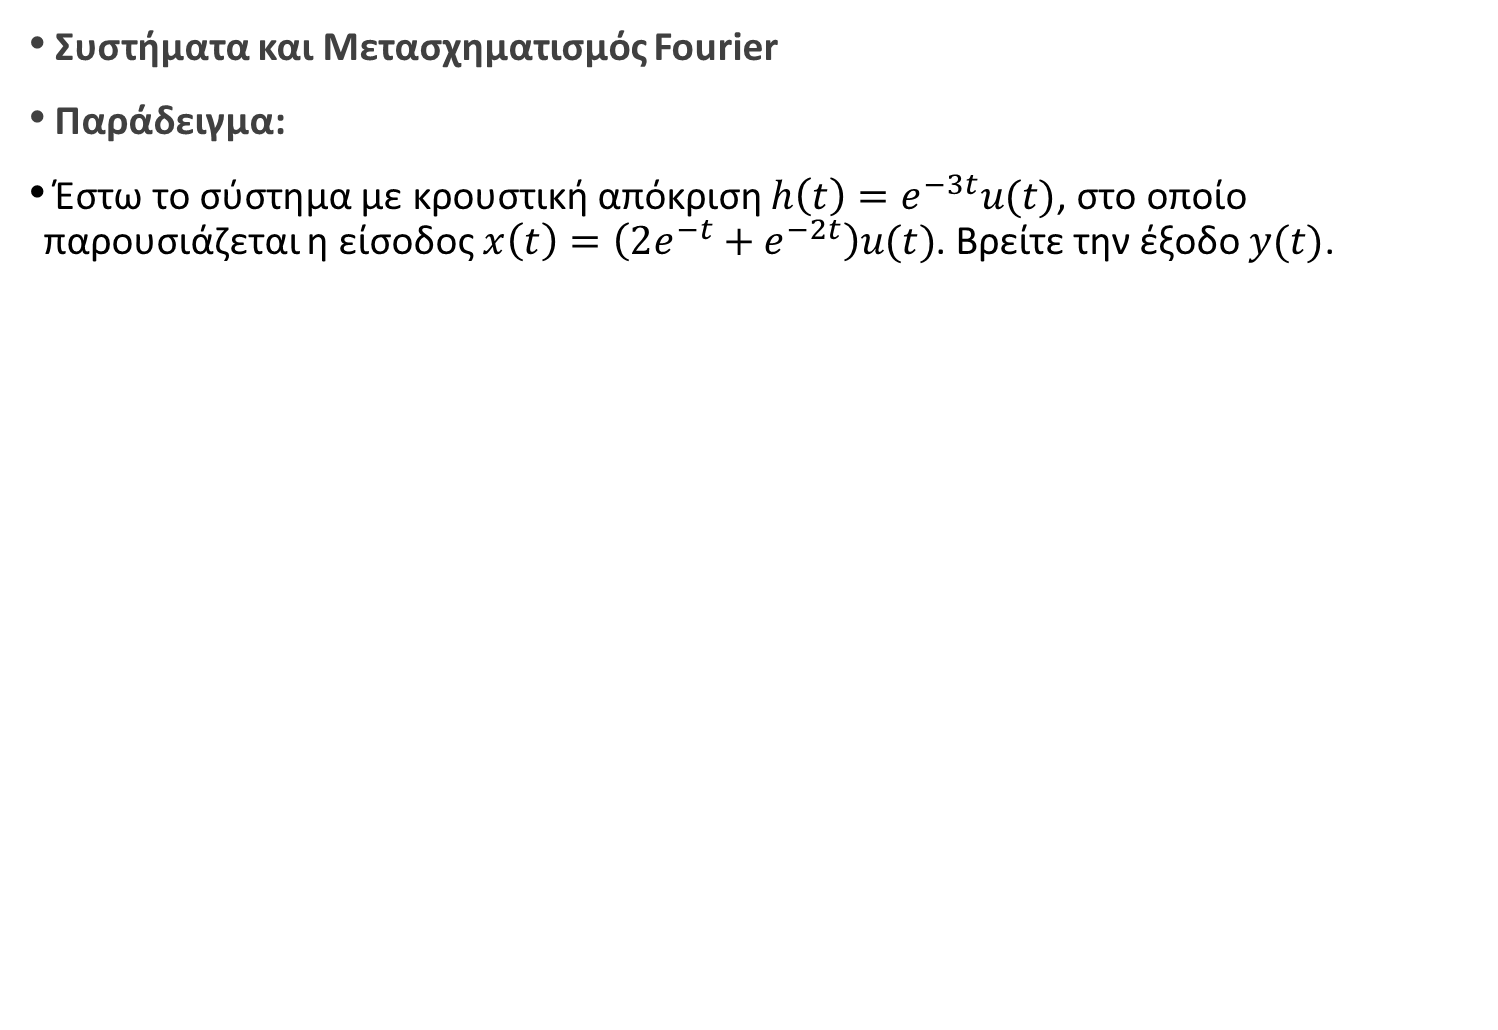 • Συστήματα και Μετασχηματισμός Fourier
• Παράδειγμα:
• Έστω το σύστημα με κρουστική απόκριση $h(t) = e^{-3t}u(t)$, στο οποίο
παρουσιάζεται η είσοδος $x(t) = (2e^{-t} + e^{-2t})u(t)$. Βρείτε την έξοδο $y(t)$.